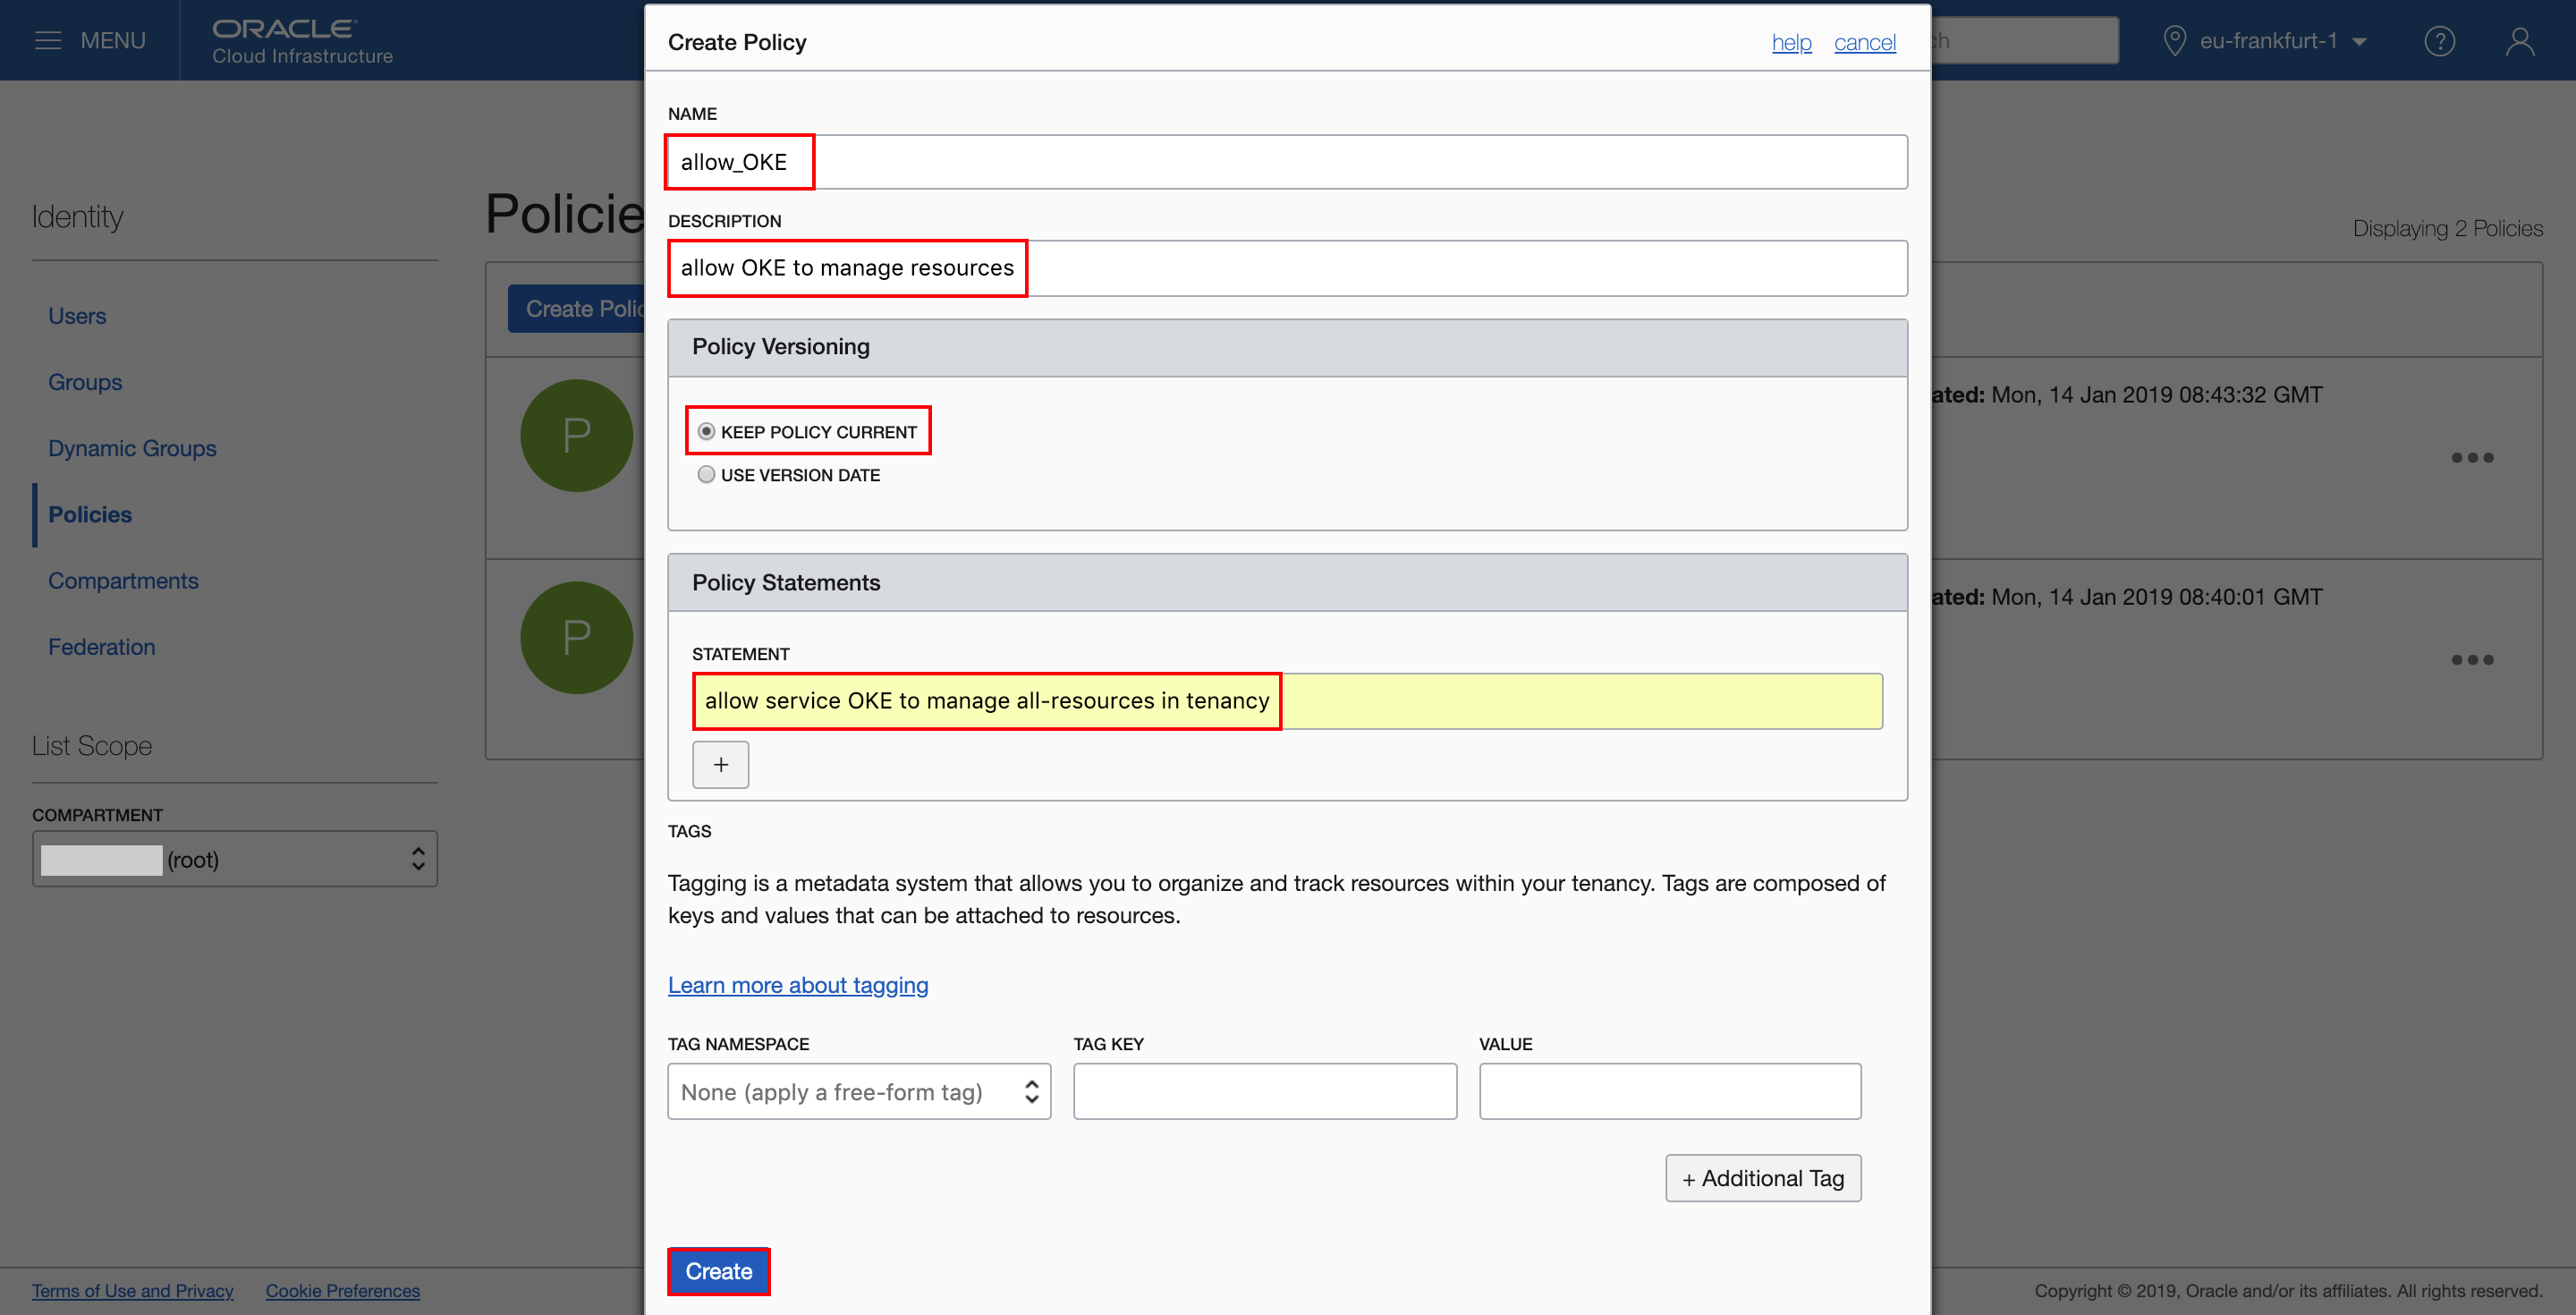 MENU
ORACLE
Cloud Infrastructure
eu-frankfurt-1
?
Create Policy
help
cancel
NAME
allow_OKE
DESCRIPTION
allow OKE to manage resources
Policy Versioning
KEEP POLICY CURRENT
USE VERSION DATE
Policy Statements
STATEMENT
allow service OKE to manage all-resources in tenancy
+
TAGS
Tagging is a metadata system that allows you to organize and track resources within your tenancy. Tags are composed of
keys and values that can be attached to resources.
Learn more about tagging
TAG NAMESPACE
TAG KEY
VALUE
None (apply a free-form tag)
+ Additional Tag
Create
Identity
Users
Groups
Dynamic Groups
Policies
Compartments
Federation
List Scope
COMPARTMENT
(root)
Policie
Displaying 2 Policies
Create Polic
P
ated: Mon, 14 Jan 2019 08:43:32 GMT
P
ated: Mon, 14 Jan 2019 08:40:01 GMT
Terms of Use and Privacy
Cookie Preferences
Copyright © 2019, Oracle and/or its affiliates. All rights reserved.